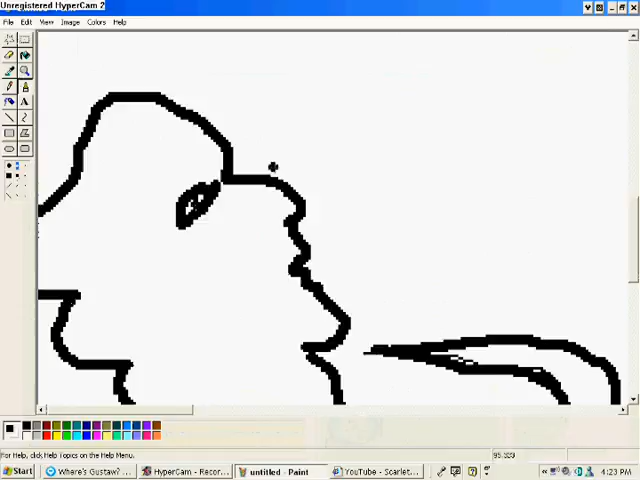 Unregistered HyperCam 2
File Edit View Image Colors Help
A
For Help, click Help Topics on the Help Menu.
Start
Where's Gustaw? ...
HyperCam - Recor...
untitled - Paint
YouTube - Scarlet...
4:23 PM